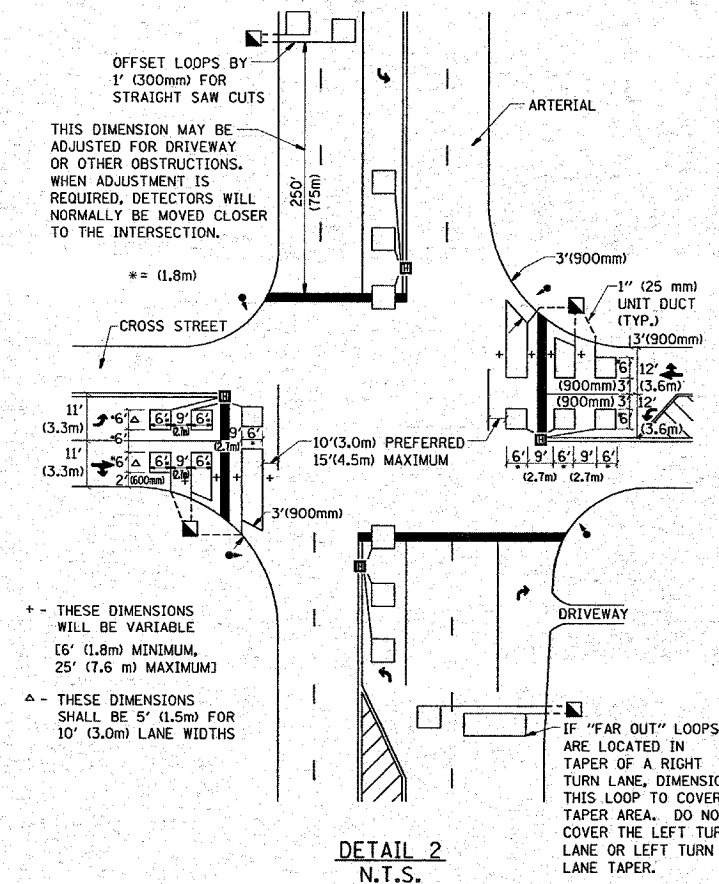 OFFSET LOOPS BY
1' (300mm) FOR
STRAIGHT SAW CUTS
THIS DIMENSION MAY BE
ADJUSTED FOR DRIVEWAY
OR OTHER OBSTRUCTIONS.
WHEN ADJUSTMENT IS
REQUIRED, DETECTORS WILL
NORMALLY BE MOVED CLOSER
TO THE INTERSECTION.
* = (1.8m)
250'
(75m)
ARTERIAL
3'(900mm)
1" (25 mm)
UNIT DUCT
(TYP.)
3'(900mm)
CROSS STREET
*6'
12'
(3.6m)
(900mm) 3'
(900mm) 3'
12'
*6'
(3.6m)
6' 9' 6' 9' 6'
* * *
(2.7m) (2.7m)
+ + + +
11'
(3.3m)
*6' △ 6' 9' 6'
(2.7m)
*6'
9' 6'
(2.7m) *
11'
(3.3m)
*6' △ 6' 9' 6'
(2.7m)
2' (600mm)
+ + + +
10'(3.0m) PREFERRED
15'(4.5m) MAXIMUM
3'(900mm)
+ - THESE DIMENSIONS
WILL BE VARIABLE
[6' (1.8m) MINIMUM,
25' (7.6 m) MAXIMUM]
△ - THESE DIMENSIONS
SHALL BE 5' (1.5m) FOR
10' (3.0m) LANE WIDTHS
DRIVEWAY
IF "FAR OUT" LOOPS
ARE LOCATED IN
TAPER OF A RIGHT
TURN LANE, DIMENSIO
THIS LOOP TO COVER
TAPER AREA. DO NO
COVER THE LEFT TUR
LANE OR LEFT TURN
LANE TAPER.
DETAIL 2
N.T.S.